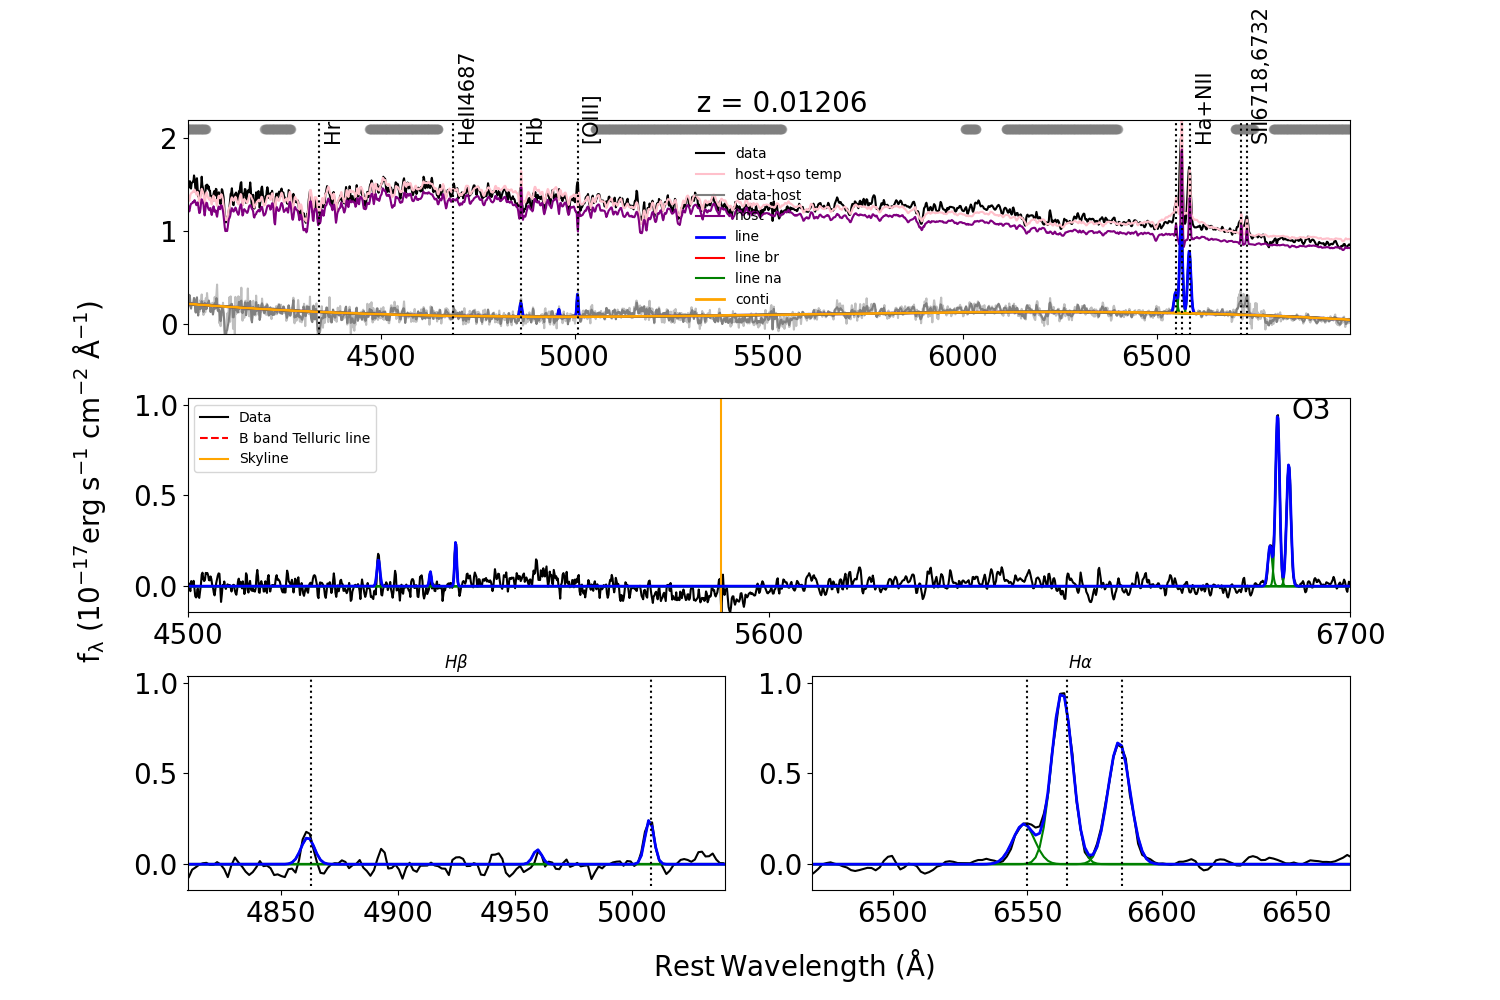 z = 0.01206
Hr
HeII4687
Hb
[OIII]
Ha+NII
SII6718,6732
2
1
0
data
host+qso temp
data-host
host
line
line br
line na
conti
4500 5000 5500 6000 6500
f_λ (10^{-17}erg s^{-1} cm^{-2} Å^{-1})
1.0
0.5
0.0
Data
B band Telluric line
Skyline
O3
4500 5600 6700
Hβ
1.0
0.5
0.0
4850 4900 4950 5000
Hα
1.0
0.5
0.0
6500 6550 6600 6650
Rest Wavelength (Å)